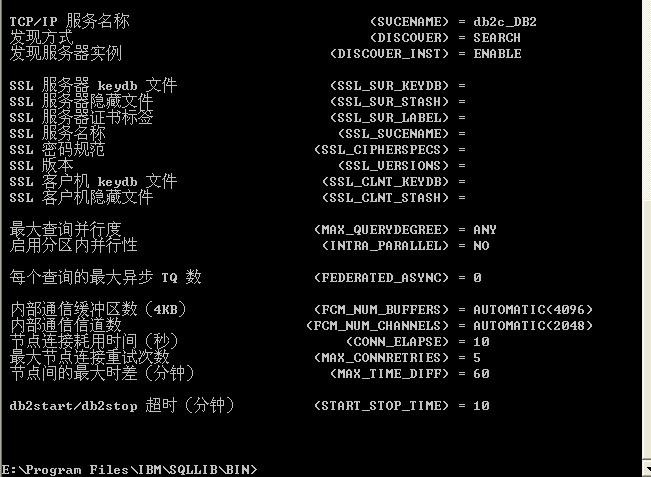 TCP/IP 服务名称 (SVCENAME) = db2c_DB2
发现方式 (DISCOVER) = SEARCH
发现服务器实例 (DISCOVER_INST) = ENABLE
SSL 服务器 keydb 文件 (SSL_SVR_KEYDB) =
SSL 服务器隐藏文件 (SSL_SVR_STASH) =
SSL 服务器证书标签 (SSL_SVR_LABEL) =
SSL 服务名称 (SSL_SVCENAME) =
SSL 密码规范 (SSL_CIPHERSPECS) =
SSL 版本 (SSL_VERSIONS) =
SSL 客户机 keydb 文件 (SSL_CLNT_KEYDB) =
SSL 客户机隐藏文件 (SSL_CLNT_STASH) =
最大查询并行度 (MAX_QUERYDEGREE) = ANY
启用分区内并行性 (INTRA_PARALLEL) = NO
每个查询的最大异步 TQ 数 (FEDERATED_ASYNC) = 0
内部通信缓冲区数（4KB） (FCM_NUM_BUFFERS) = AUTOMATIC(4096)
内部通信信道数 (FCM_NUM_CHANNELS) = AUTOMATIC(2048)
节点连接耗用时间（秒） (CONN_ELAPSE) = 10
最大节点连接重试次数 (MAX_CONNRETRIES) = 5
节点间的最大时差（分钟） (MAX_TIME_DIFF) = 60
db2start/db2stop 超时（分钟） (START_STOP_TIME) = 10
E:\Program Files\IBM\SQLLIB\BIN>